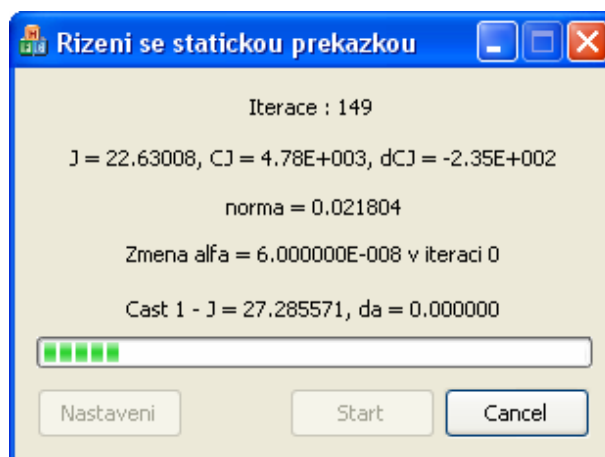 Rizeni se statickou prekazkou
Iterace : 149
J = 22.63008, CJ = 4.78E+003, dCJ = -2.35E+002
norma = 0.021804
Zmena alfa = 6.000000E-008 v iteraci 0
Cast 1 - J = 27.285571, da = 0.000000
Nastaveni Start Cancel